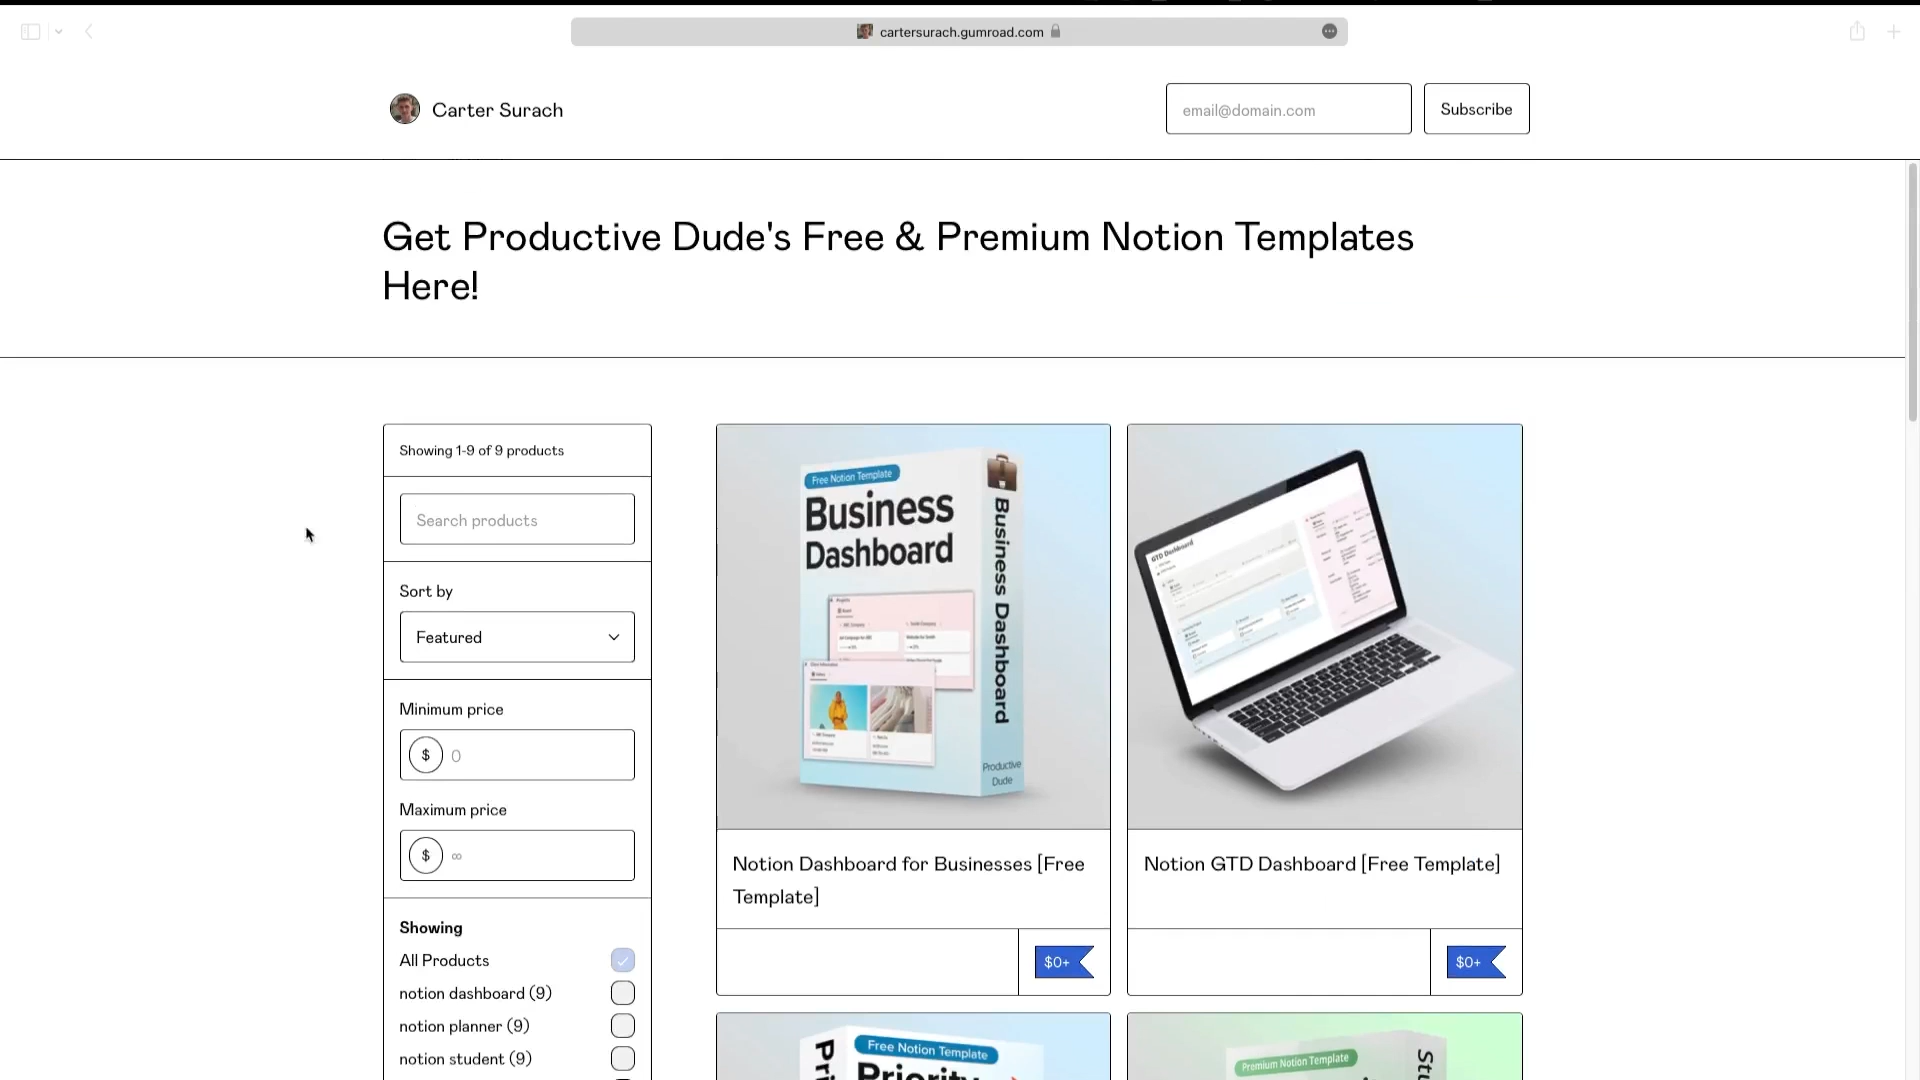 cartersurach.gumroad.com
Carter Surach
email@domain.com
Subscribe
Get Productive Dude's Free & Premium Notion Templates
Here!
Showing 1-9 of 9 products
Search products
Sort by
Featured
Minimum price
$ 0
Maximum price
$ ∞
Showing
All Products
notion dashboard (9)
notion planner (9)
notion student (9)
Free Notion Template
Business
Dashboard
Business Dashboard
Productive
Dude
GTD Dashboard
Notion Dashboard for Businesses [Free
Template]
$0+
Notion GTD Dashboard [Free Template]
$0+
Free Notion Template
Priority
Pri
Premium Notion Template
Stu